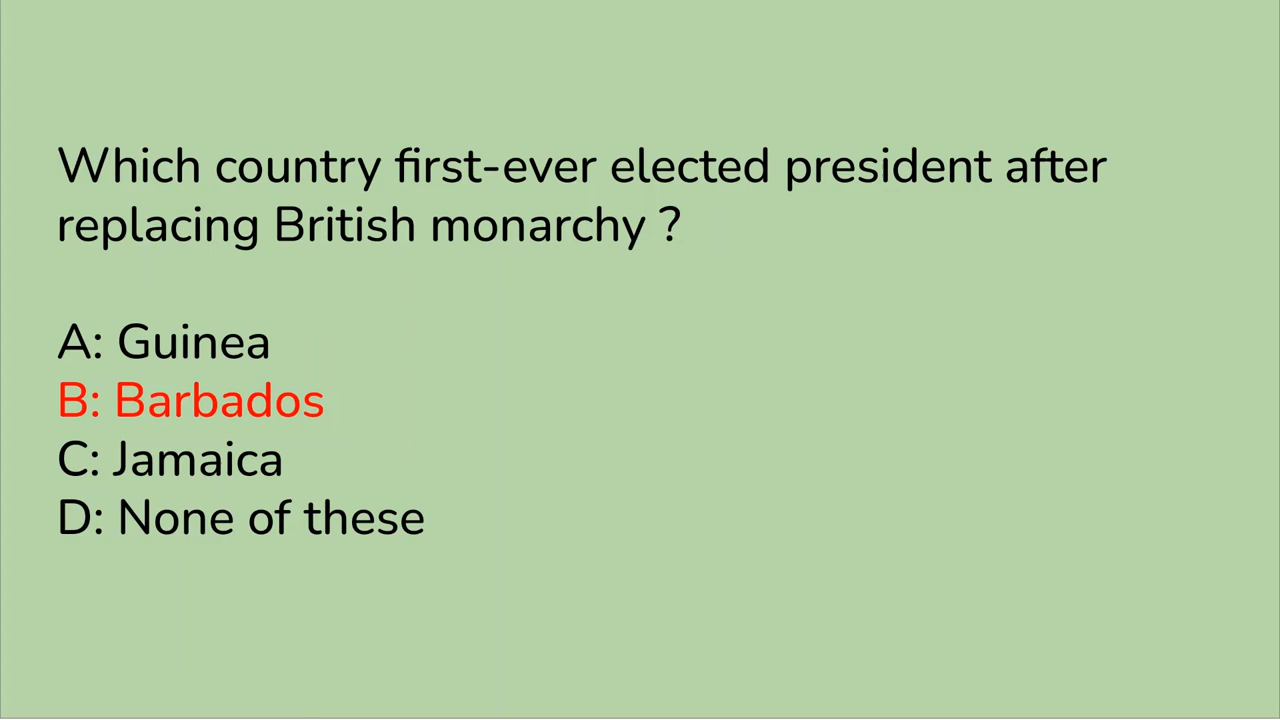 Which country first-ever elected president after
replacing British monarchy ?
A: Guinea
B: Barbados
C: Jamaica
D: None of these